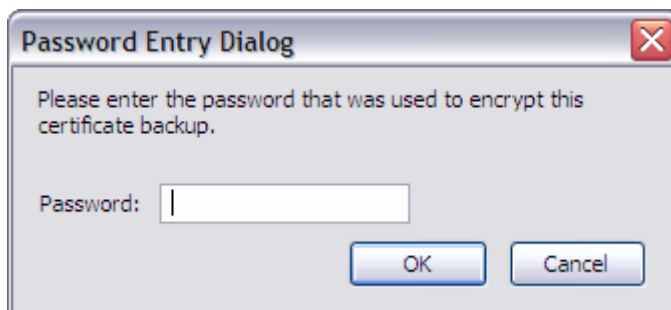 Password Entry Dialog
Please enter the password that was used to encrypt this
certificate backup.
Password:
OK
Cancel